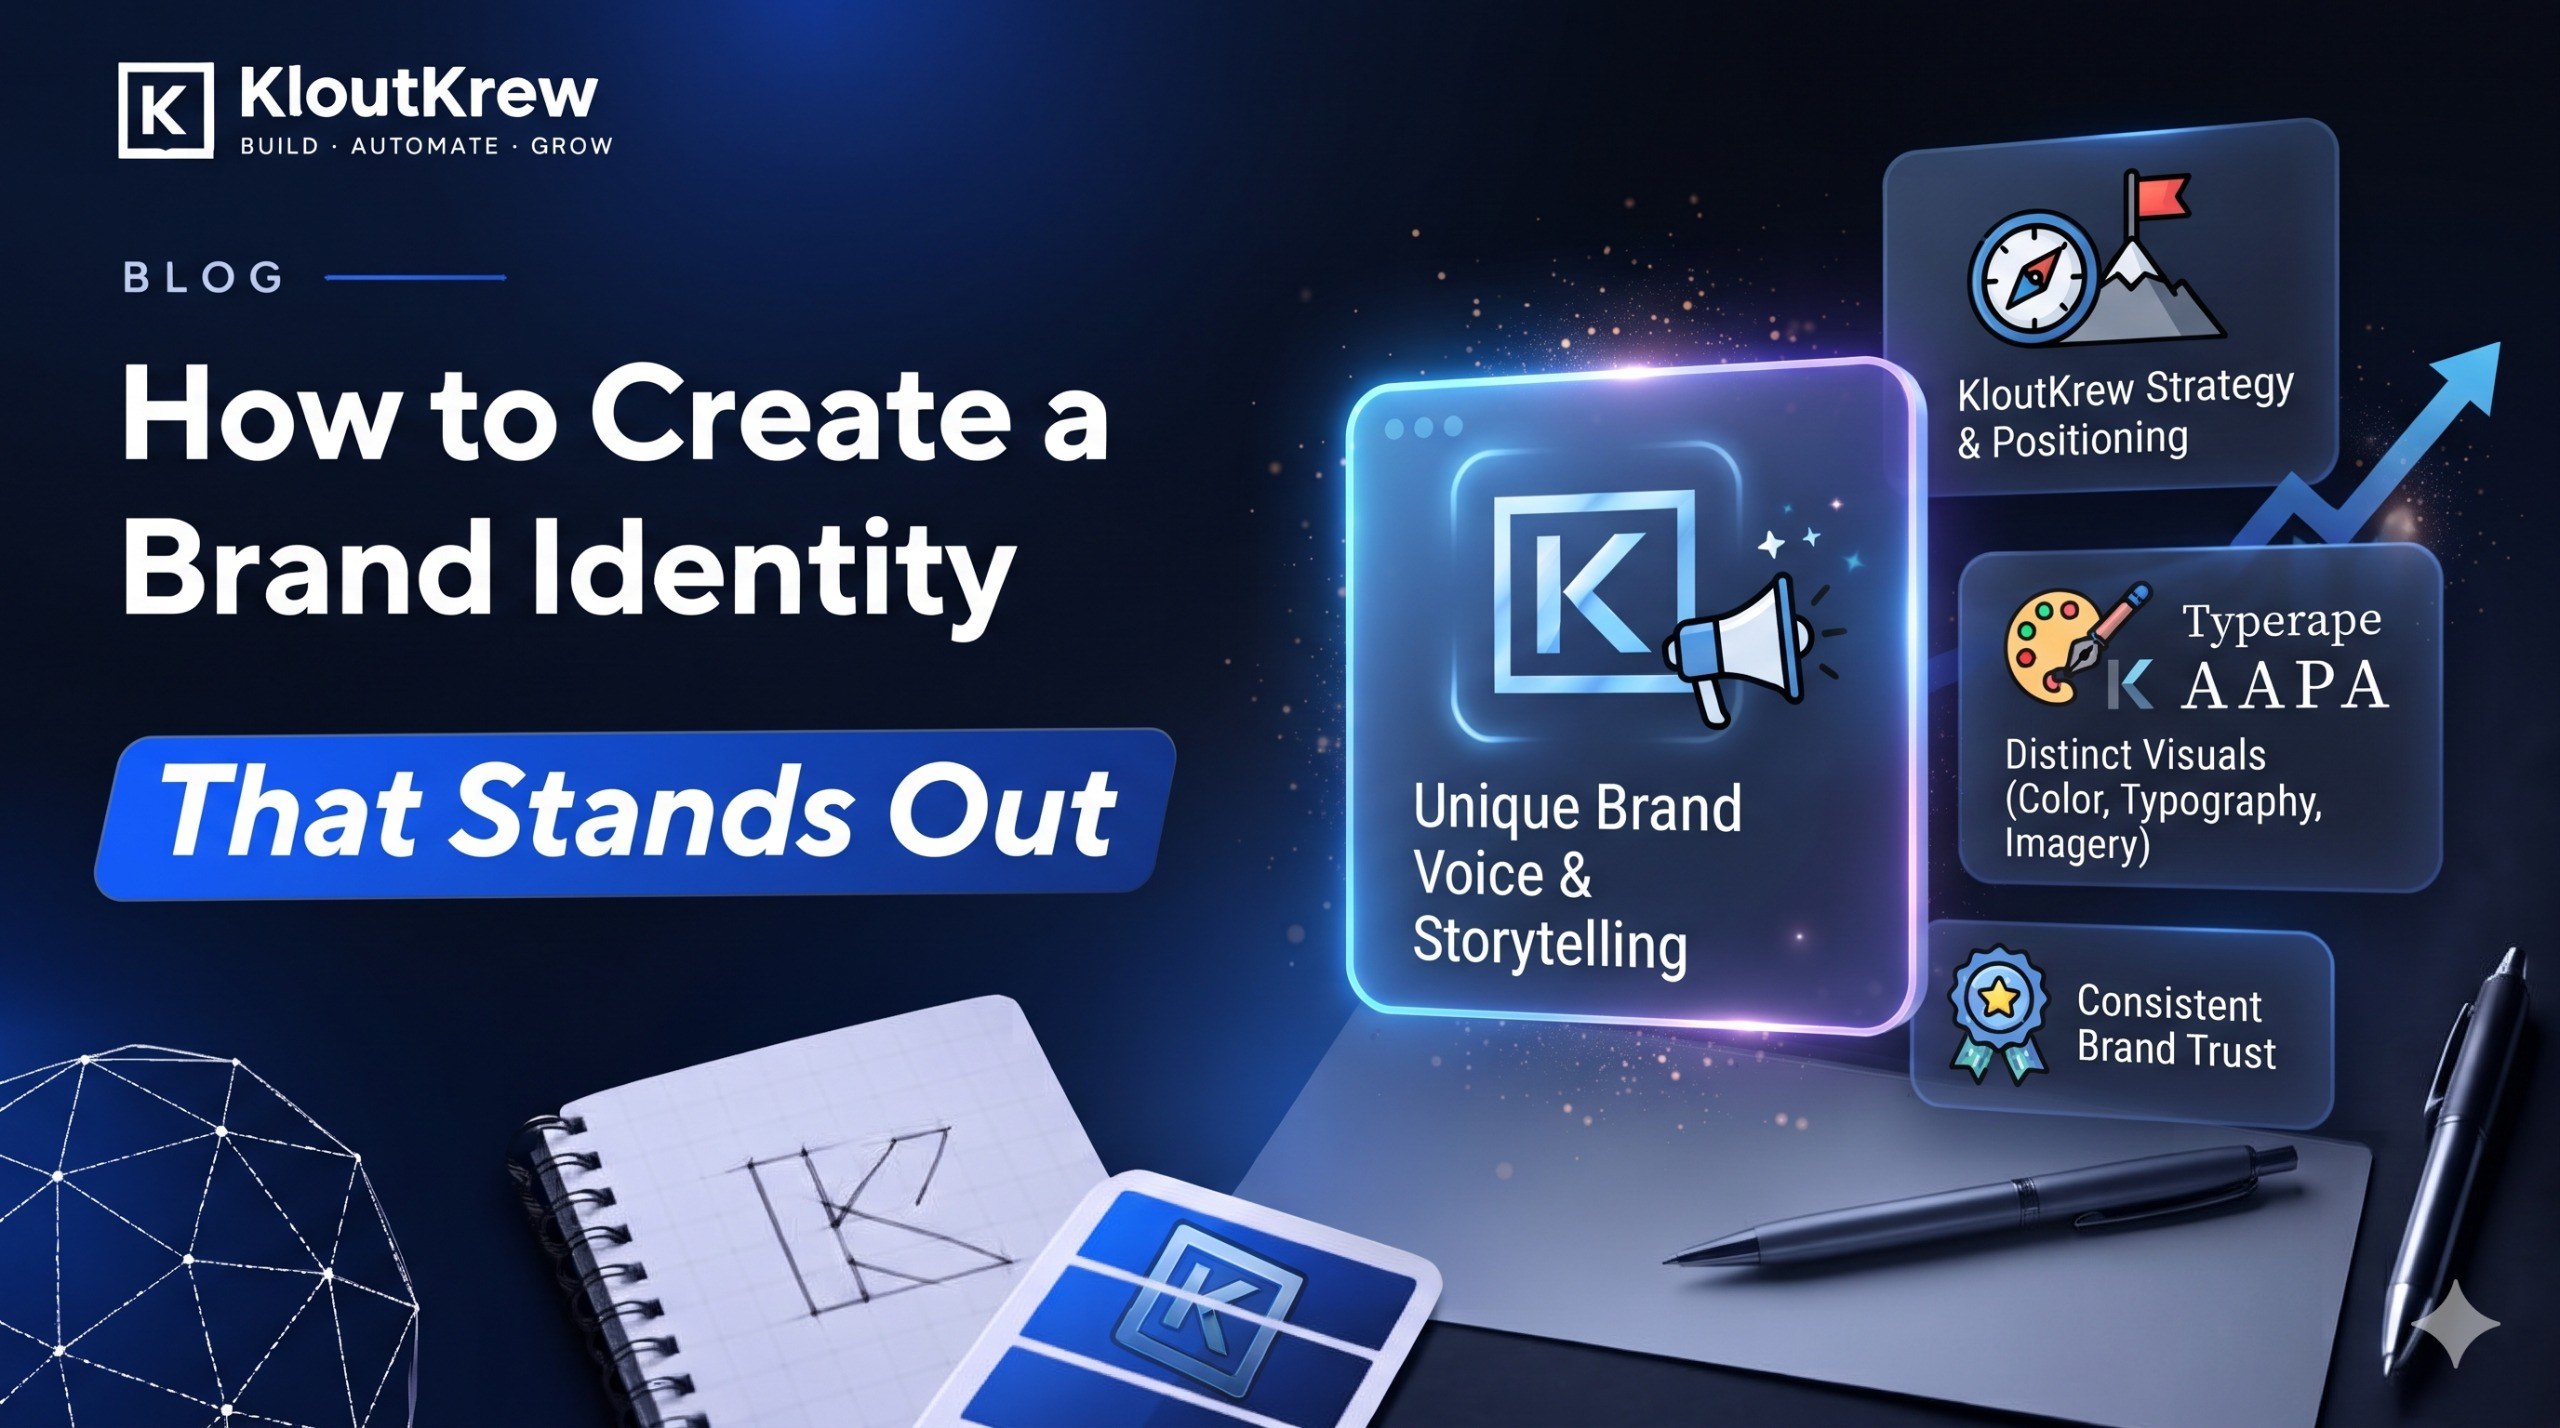 K
KloutKrew
BUILD · AUTOMATE · GROW
BLOG
How to Create a
Brand Identity
That Stands Out
K
Unique Brand
Voice &
Storytelling
KloutKrew Strategy
& Positioning
Typerape
K
AAPA
Distinct Visuals
(Color, Typography,
Imagery)
Consistent
Brand Trust
K
K